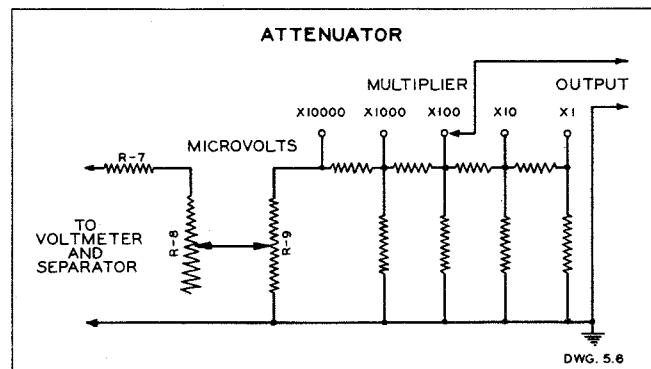 ATTENUATOR
MULTIPLIER
OUTPUT
X10000
X1000
X100
X10
X1
MICROVOLTS
R-7
TO
VOLTMETER
AND
SEPARATOR
R-8
R-9
DWG. 5.6